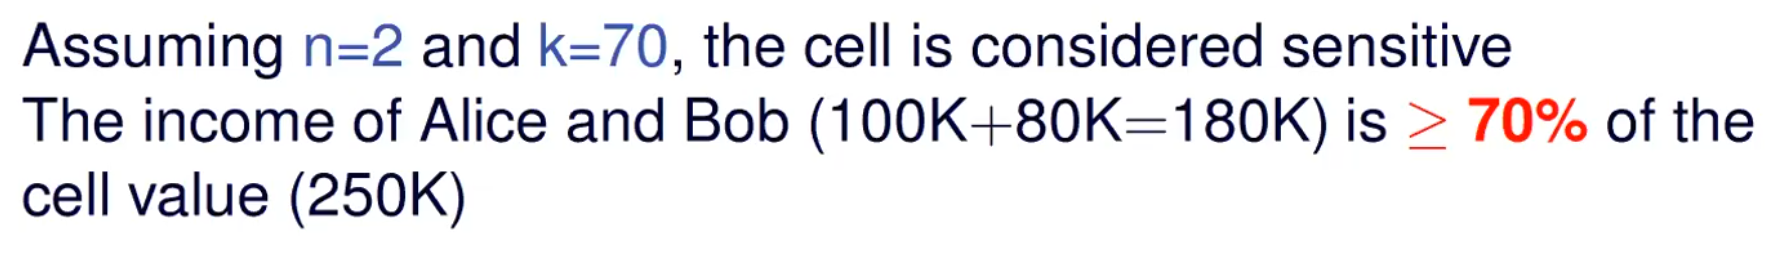 Assuming n=2 and k=70, the cell is considered sensitive
The income of Alice and Bob (100K+80K=180K) is ≥ 70% of the
cell value (250K)